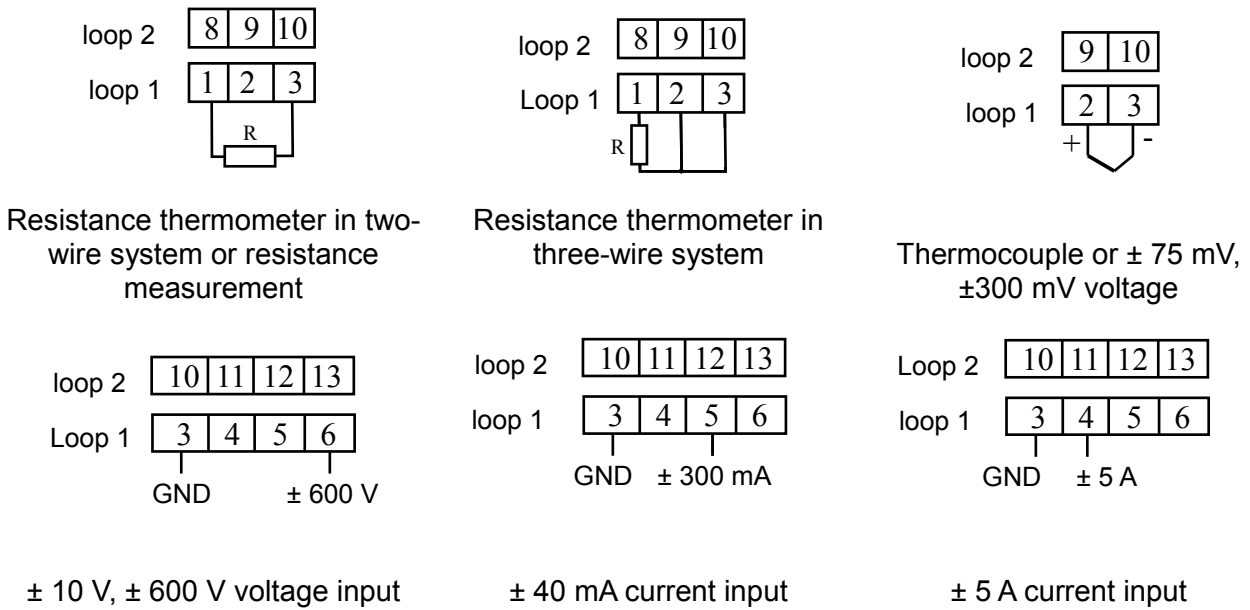 loop 2 8 9 10
loop 1 1 2 3
R
Resistance thermometer in two-
wire system or resistance
measurement
loop 2 8 9 10
Loop 1 1 2 3
R
Resistance thermometer in
three-wire system
loop 2 9 10
loop 1 2 3
+ -
Thermocouple or ± 75 mV,
±300 mV voltage
loop 2 10 11 12 13
Loop 1 3 4 5 6
GND ± 600 V
± 10 V, ± 600 V voltage input
loop 2 10 11 12 13
loop 1 3 4 5 6
GND ± 300 mA
± 40 mA current input
Loop 2 10 11 12 13
loop 1 3 4 5 6
GND ± 5 A
± 5 A current input